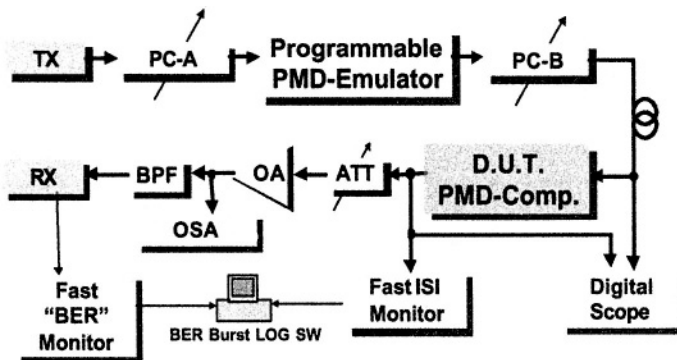 TX
PC-A
Programmable
PMD-Emulator
PC-B
RX
BPF
OA
ATT
D.U.T.
PMD-Comp.
OSA
Fast
“BER”
Monitor
BER Burst LOG SW
Fast ISI
Monitor
Digital
Scope